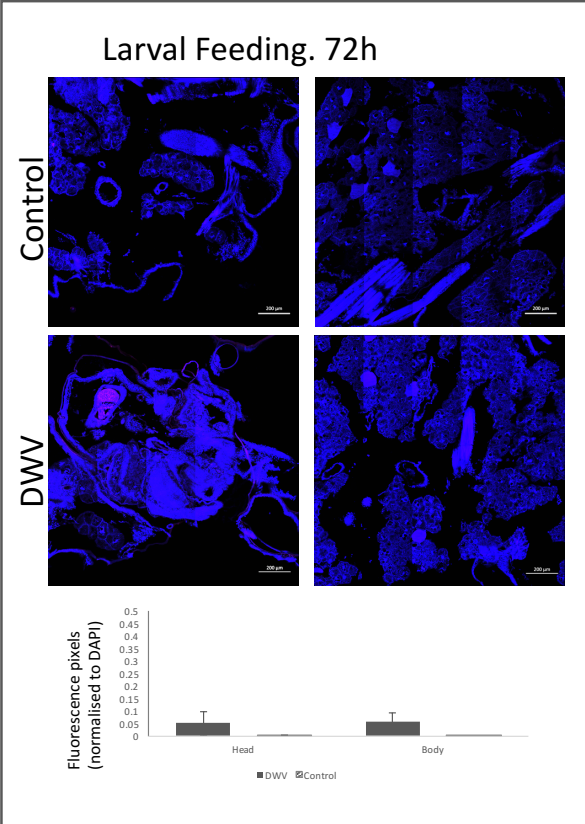 Larval Feeding. 72h
Control
200 µm
200 µm
DWV
200 µm
200 µm
Fluorescence pixels
(normalised to DAPI)
0.5
0.45
0.4
0.35
0.3
0.25
0.2
0.15
0.1
0.05
0
Head Body
DWV Control